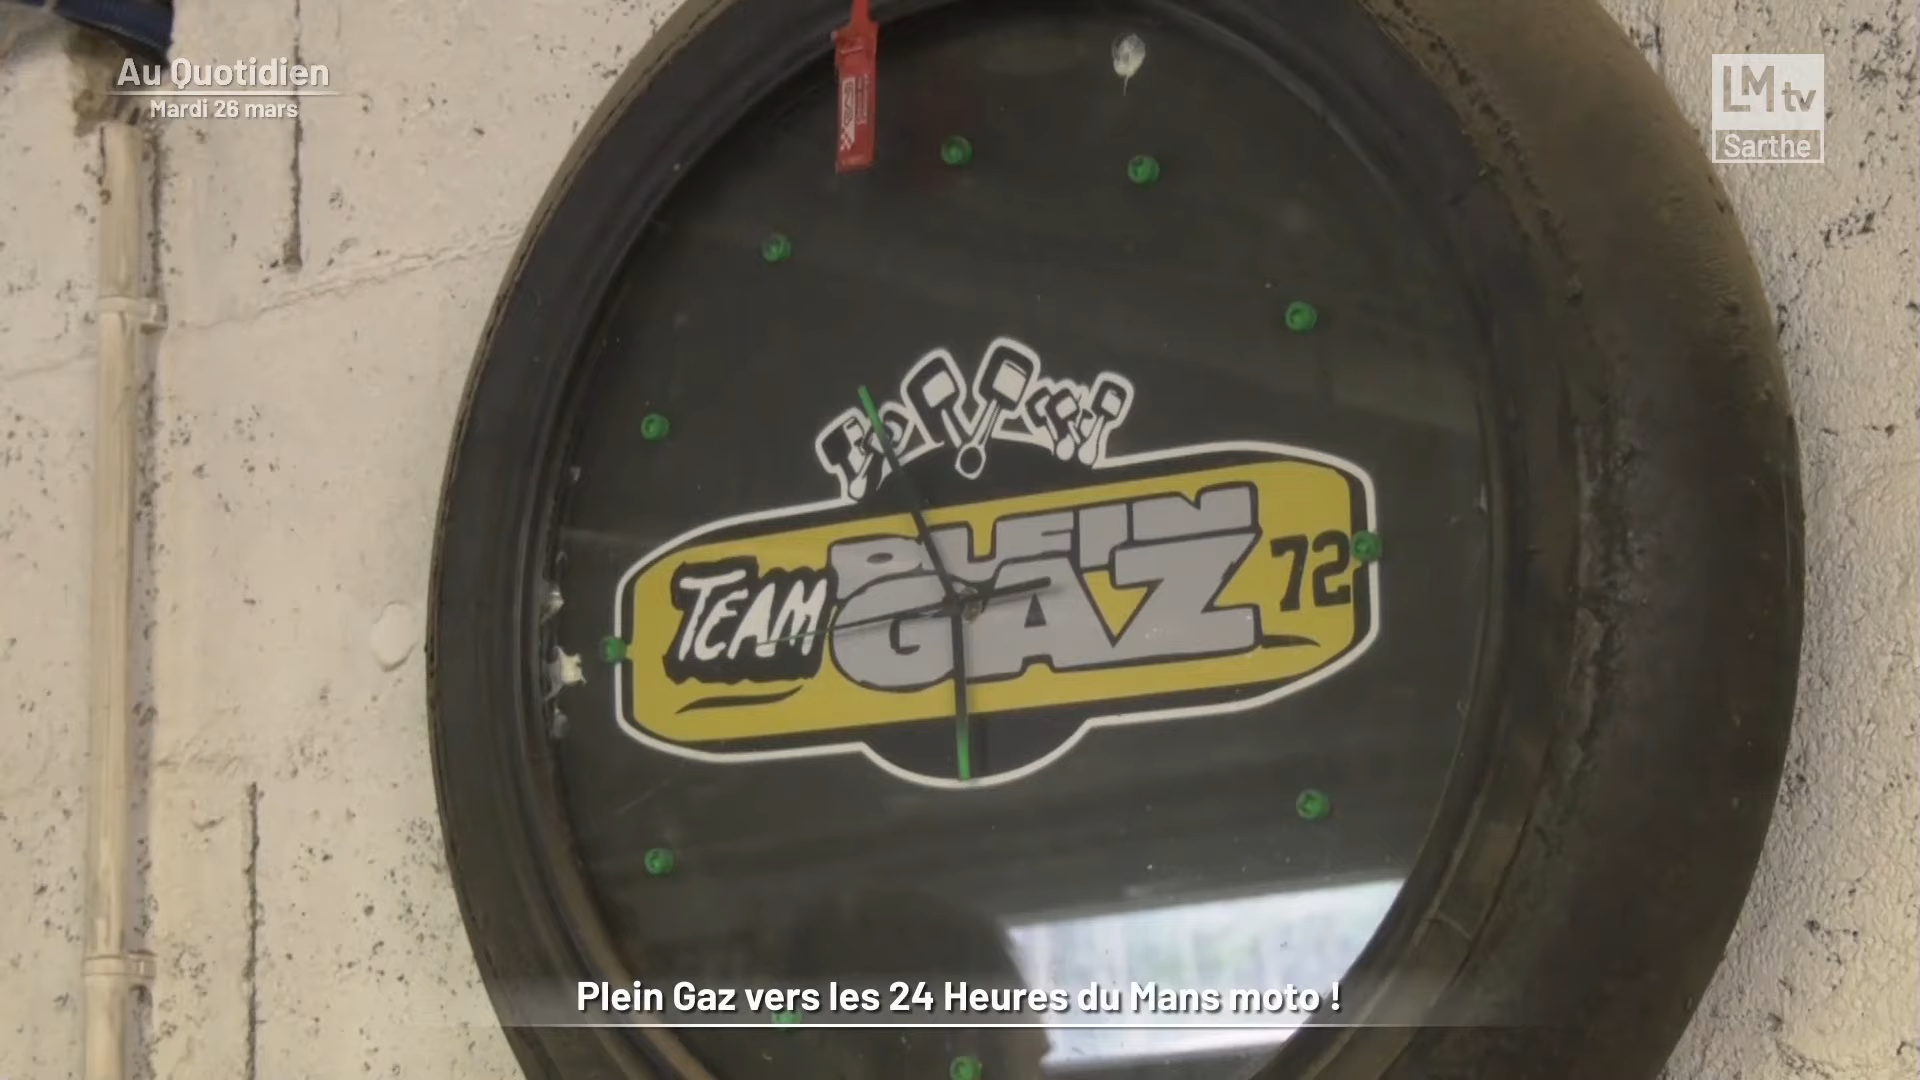 Au Quotidien
Mardi 26 mars
LM tv
Sarthe
PLEIN
TEAM GAZ 72
Plein Gaz vers les 24 Heures du Mans moto !